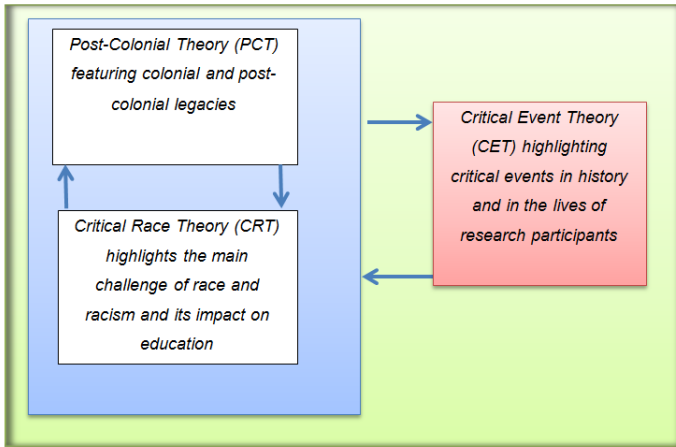 Post-Colonial Theory (PCT)
featuring colonial and post-
colonial legacies
Critical Race Theory (CRT)
highlights the main
challenge of race and
racism and its impact on
education
Critical Event Theory
(CET) highlighting
critical events in history
and in the lives of
research participants